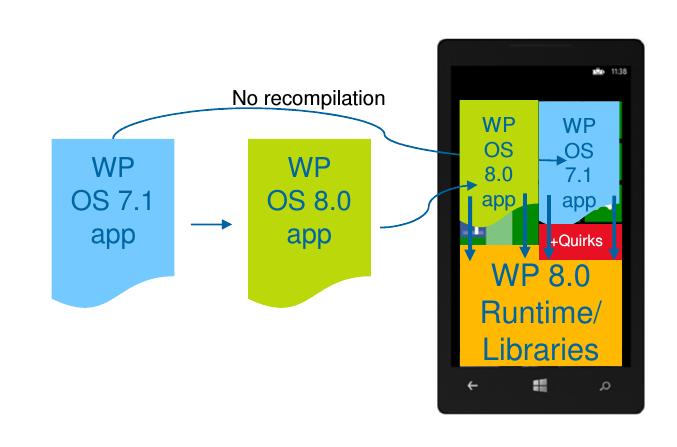 No recompilation
WP
OS 7.1
app
WP
OS 8.0
app
11:38
WP
OS
8.0
app
WP
OS
7.1
app
+Quirks
WP 8.0
Runtime/
Libraries